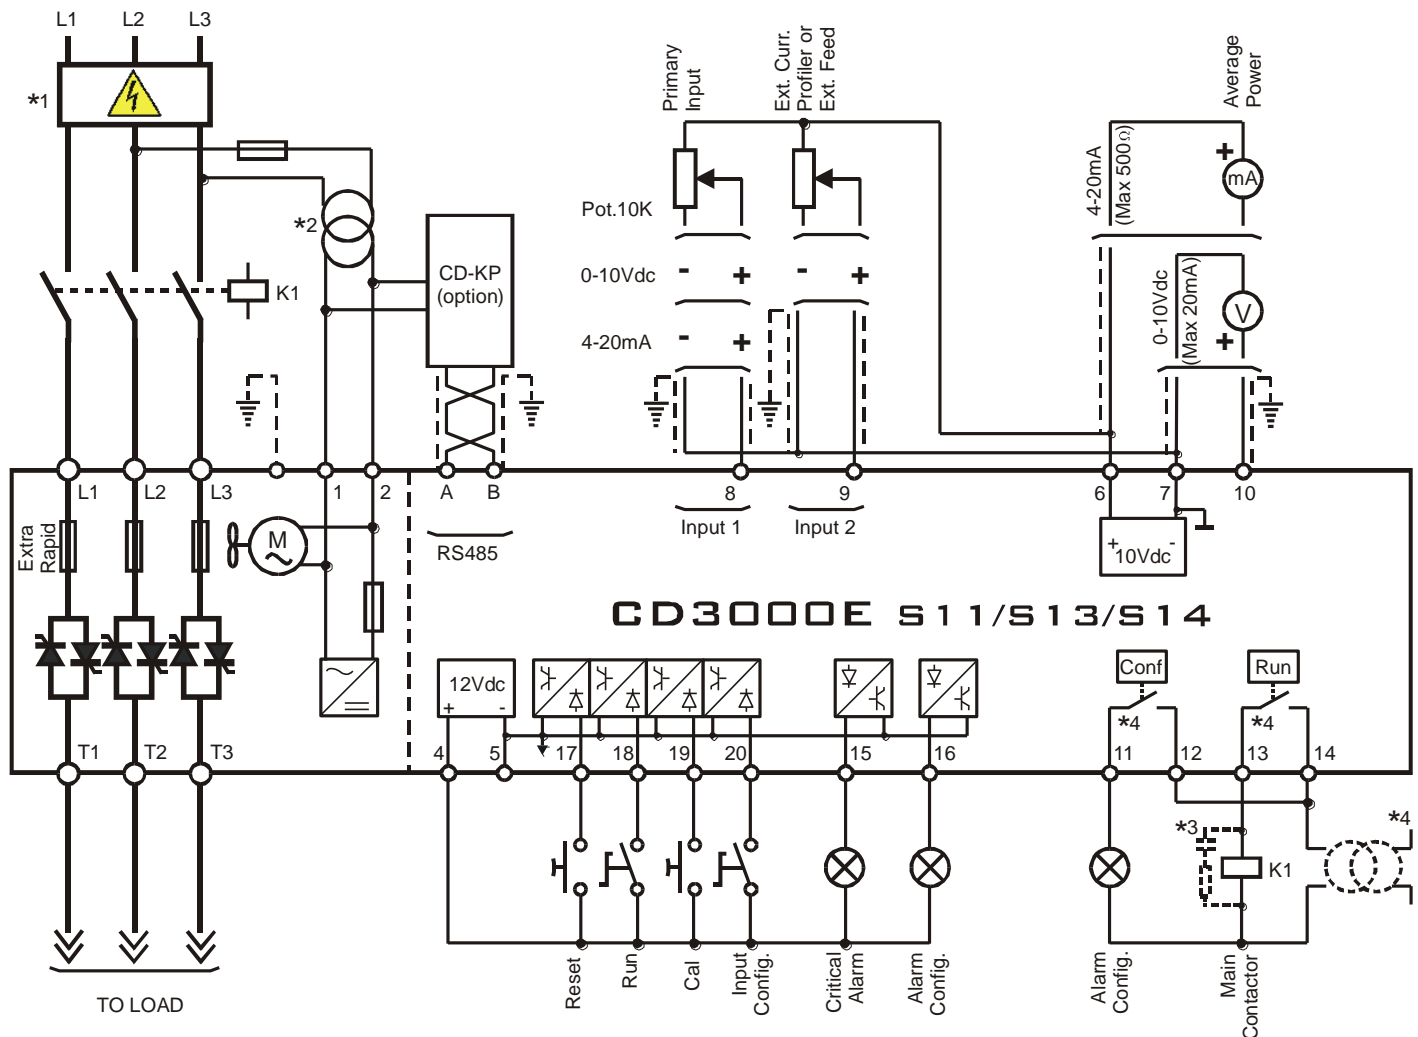 L1 L2 L3
*1
*2
K1
CD-KP
(option)
Primary
Input
Ext. Curr.
Profiler or
Ext. Feed
Average
Power
Pot.10K
0-10Vdc - + - +
4-20mA - +
4-20mA
(Max 500Ω)
+
mA
0-10Vdc
(Max 20mA)
V
+
L1 L2 L3 1 2 A B 8 9 6 7 10
RS485
Input 1
Input 2
Extra
Rapid
M
+ -
10Vdc
CD3000E S11/S13/S14
12Vdc
+ -
Conf
Run
*4
*4
T1 T2 T3 4 5 17 18 19 20 15 16 11 12 13 14
*3
K1
*4
Reset
Run
Cal
Input
Config.
Critical
Alarm
Alarm
Config.
Alarm
Config.
Main
Contactor
TO LOAD